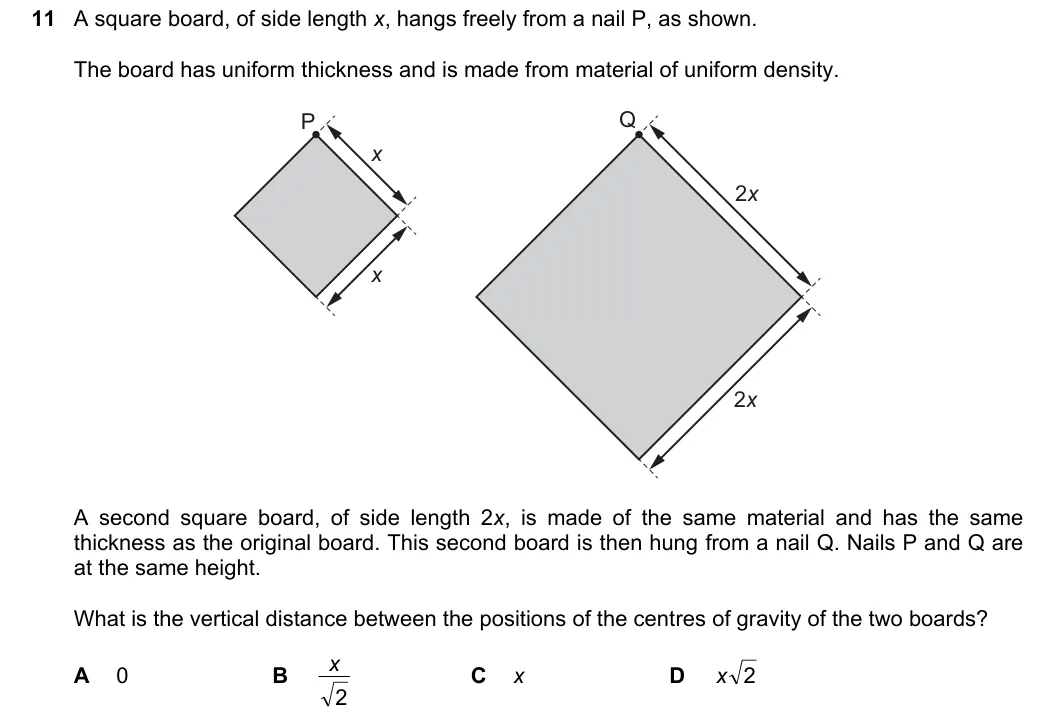 11 A square board, of side length x, hangs freely from a nail P, as shown.
The board has uniform thickness and is made from material of uniform density.
P
x
x
Q
2x
2x
A second square board, of side length 2x, is made of the same material and has the same
thickness as the original board. This second board is then hung from a nail Q. Nails P and Q are
at the same height.
What is the vertical distance between the positions of the centres of gravity of the two boards?
A 0 B x/√2 C x D x√2